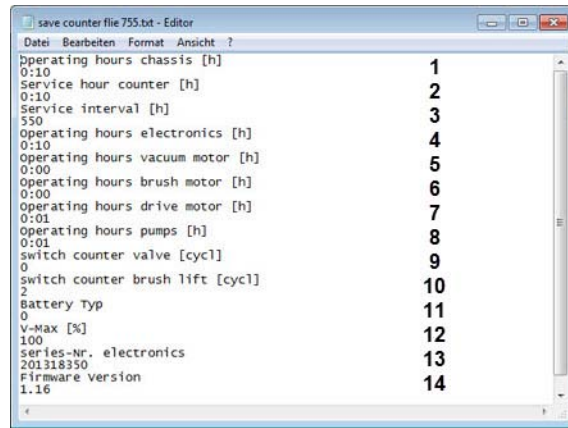 save counter flie 755.txt - Editor
Datei Bearbeiten Format Ansicht ?
Operating hours chassis [h] 1
0:10
Service hour counter [h] 2
0:10
Service interval [h] 3
550
Operating hours electronics [h] 4
0:10
Operating hours vacuum motor [h] 5
0:00
Operating hours brush motor [h] 6
0:00
Operating hours drive motor [h] 7
0:01
Operating hours pumps [h] 8
0:01
switch counter valve [cycl] 9
0
switch counter brush lift [cycl] 10
2
Battery Typ 11
0
V-Max [%] 12
100
series-Nr. electronics 13
201318350
Firmware Version 14
1.16